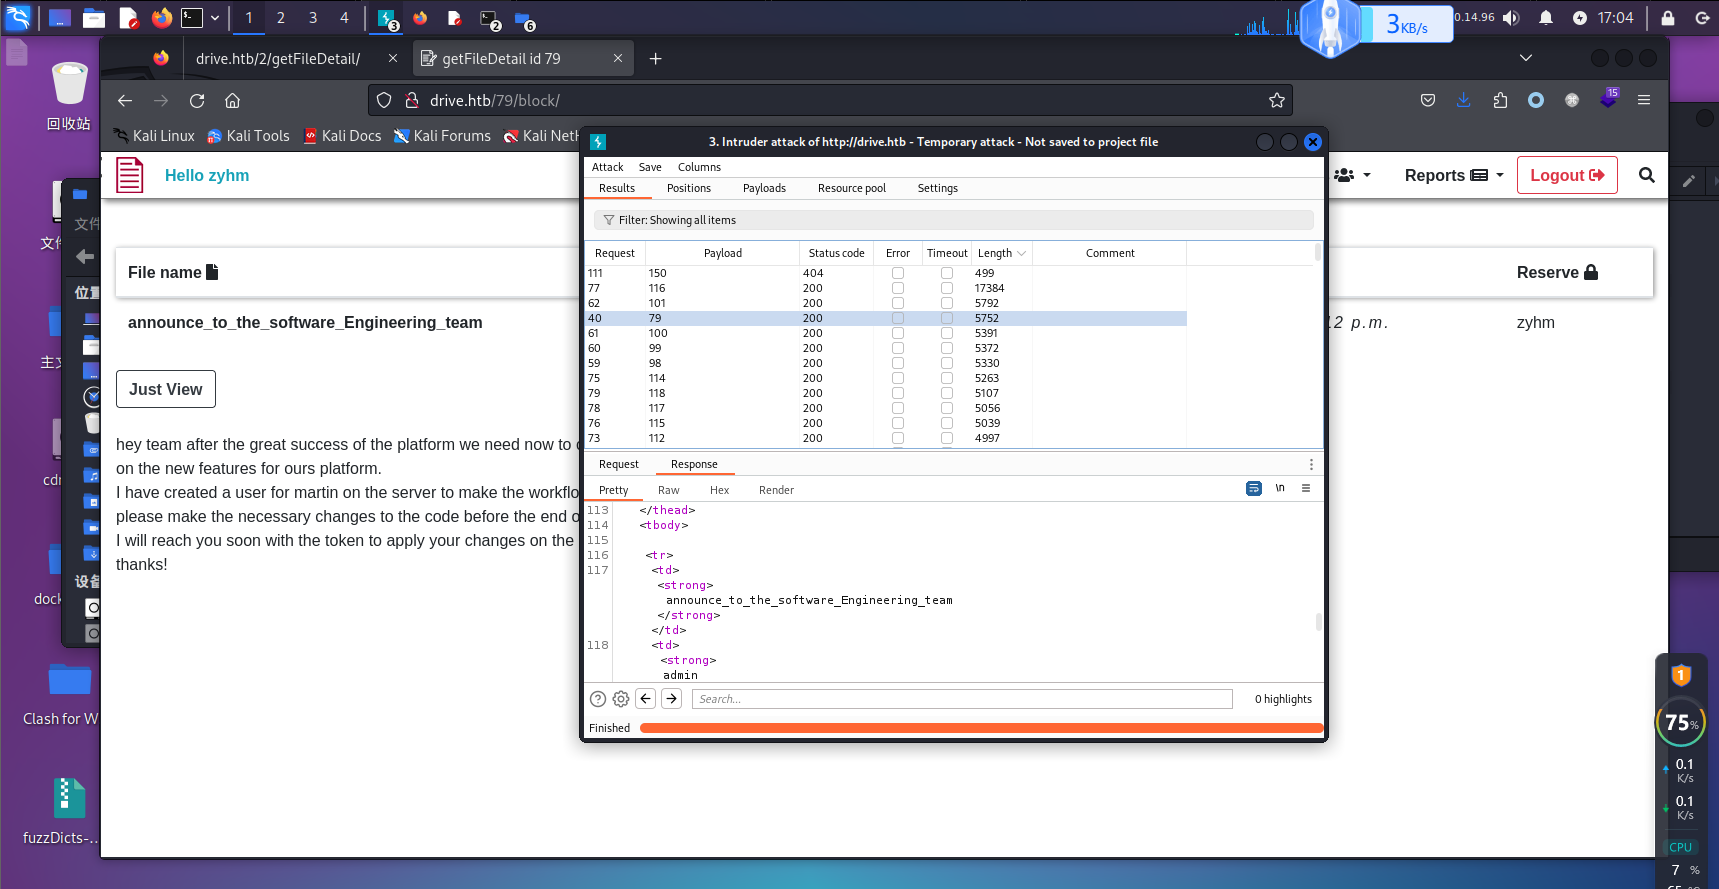 1 2 3 4
3
2
6
3KB/s
0.14.96
17:04
drive.htb/2/getFileDetail/
getFileDetail id 79
drive.htb/79/block/
15
Kali Linux
Kali Tools
Kali Docs
Kali Forums
Kali NetH
Hello zyhm
Reports
Logout
File name
Reserve
announce_to_the_software_Engineering_team
12 p.m.
zyhm
Just View
hey team after the great success of the platform we need now to
on the new features for ours platform.
I have created a user for martin on the server to make the workflo
please make the necessary changes to the code before the end o
I will reach you soon with the token to apply your changes on the
thanks!
3. Intruder attack of http://drive.htb - Temporary attack - Not saved to project file
Attack Save Columns
Results Positions Payloads Resource pool Settings
Filter: Showing all items
Request Payload Status code Error Timeout Length Comment
111 150 404 499
77 116 200 17384
62 101 200 5792
40 79 200 5752
61 100 200 5391
60 99 200 5372
59 98 200 5330
75 114 200 5263
79 118 200 5107
78 117 200 5056
76 115 200 5039
73 112 200 4997
Request Response
Pretty Raw Hex Render
\n
113 </thead>
114 <tbody>
115
116 <tr>
117 <td>
<strong>
announce_to_the_software_Engineering_team
</strong>
</td>
118 <td>
<strong>
admin
Search...
0 highlights
Finished
回收站
文件
位置
主文
cdn
设备
dock
Clash for W
fuzzDicts-...
1
75%
0.1
K/s
0.1
K/s
CPU
7 %